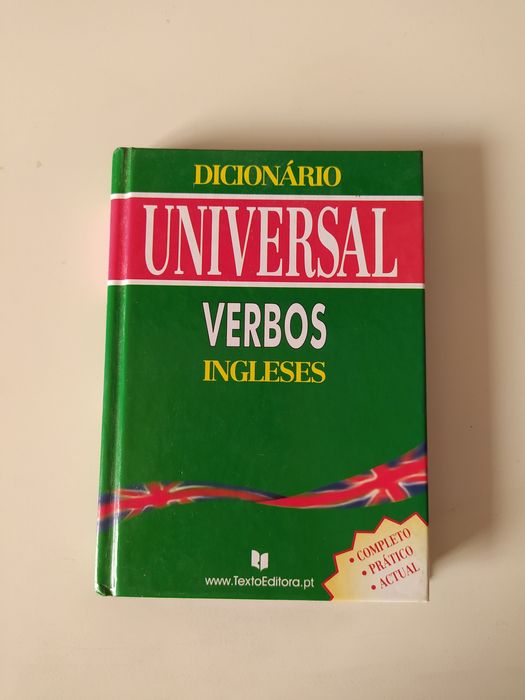 DICIONÁRIO
UNIVERSAL
VERBOS
INGLESES
• COMPLETO
• PRÁTICO
• ACTUAL
www.TextoEditora.pt